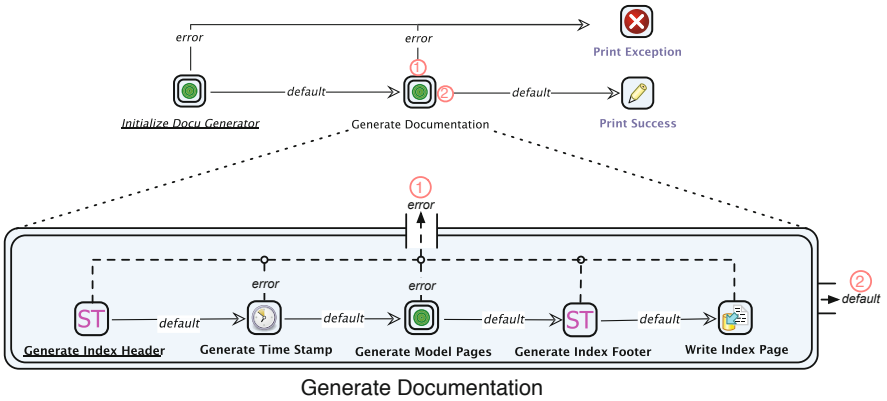 error
error
Print Exception
1
default
2
default
Initialize Docu Generator
Generate Documentation
Print Success
1
error
2
default
error
error
ST
default
default
default
ST
default
Generate Index Header
Generate Time Stamp
Generate Model Pages
Generate Index Footer
Write Index Page
Generate Documentation